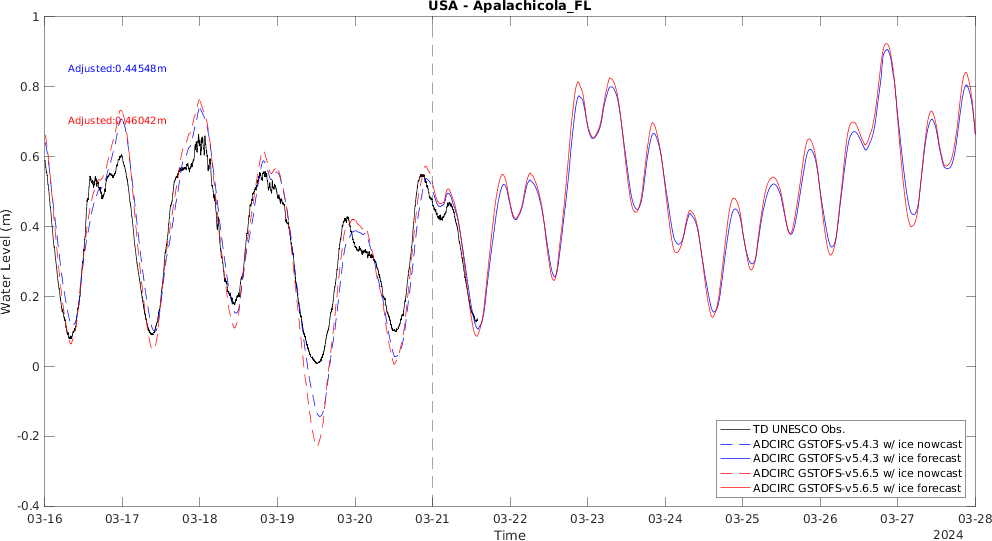 USA - Apalachicola_FL
1
0.8
0.6
0.4
0.2
0
-0.2
-0.4
Water Level (m)
Adjusted:0.44548m
Adjusted:0.46042m
TD UNESCO Obs.
ADCIRC GSTOFS-v5.4.3 w/ ice nowcast
ADCIRC GSTOFS-v5.4.3 w/ ice forecast
ADCIRC GSTOFS-v5.6.5 w/ ice nowcast
ADCIRC GSTOFS-v5.6.5 w/ ice forecast
03-16 03-17 03-18 03-19 03-20 03-21 03-22 03-23 03-24 03-25 03-26 03-27 03-28
Time
2024